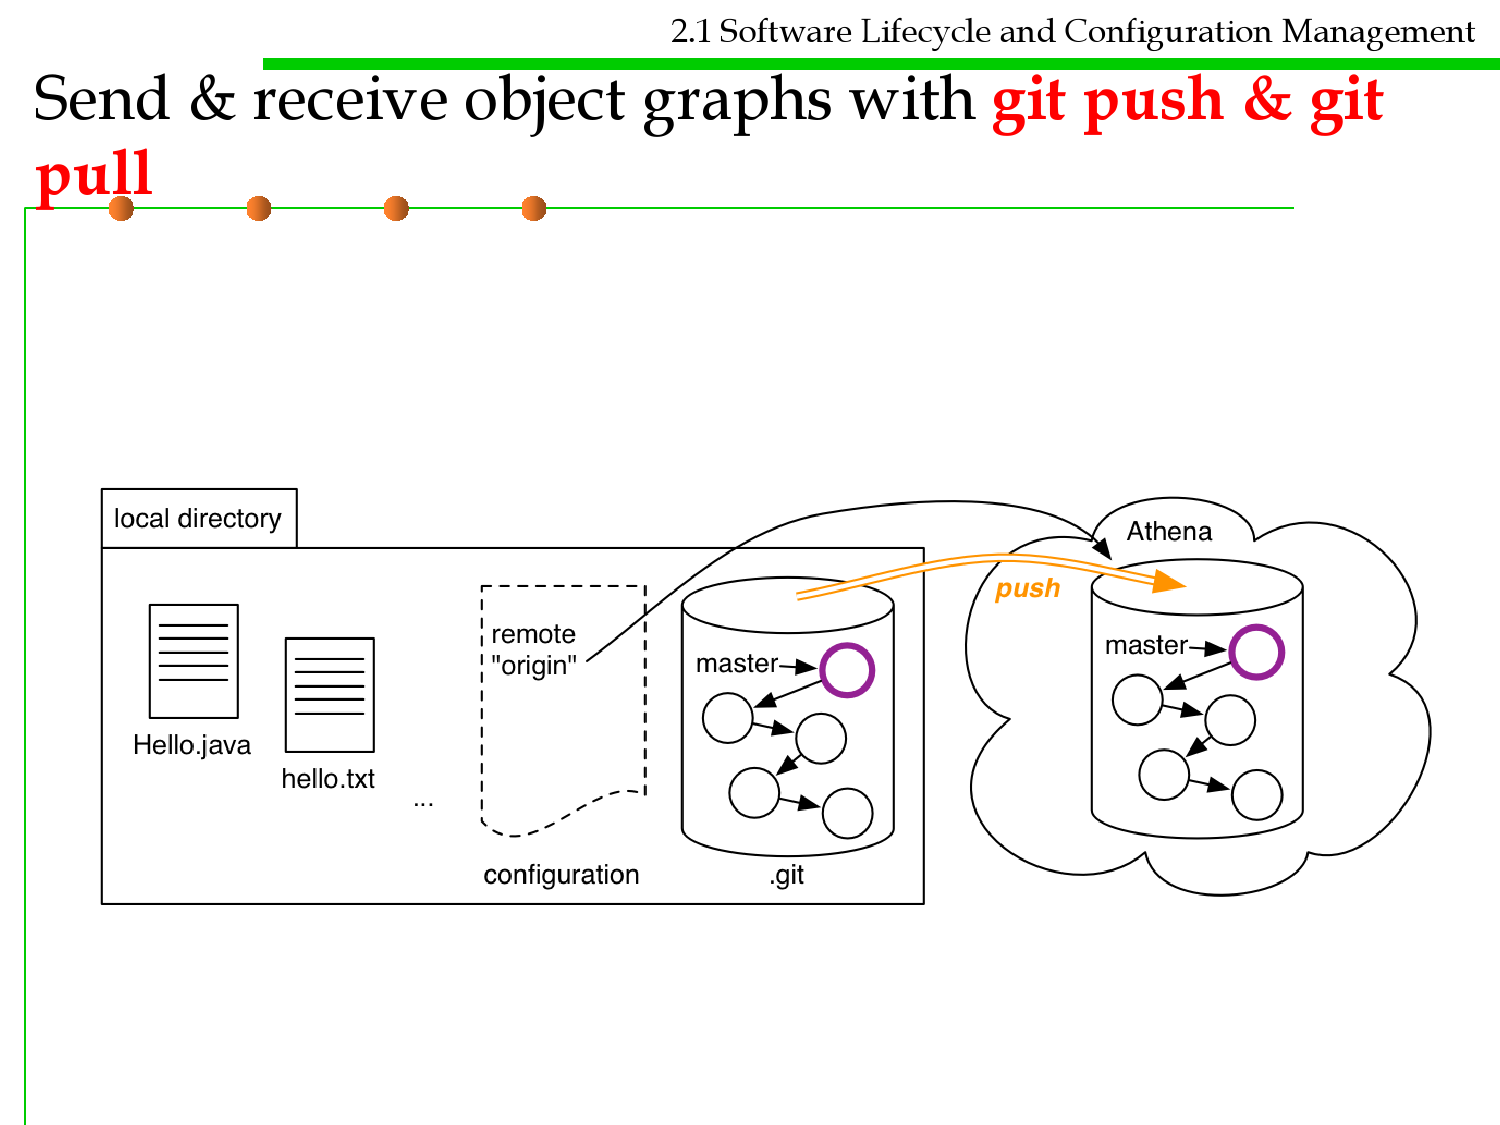 2.1 Software Lifecycle and Configuration Management
Send & receive object graphs with git push & git
pull
local directory
Athena
push
remote
"origin"
master
master
Hello.java
hello.txt
...
configuration
.git